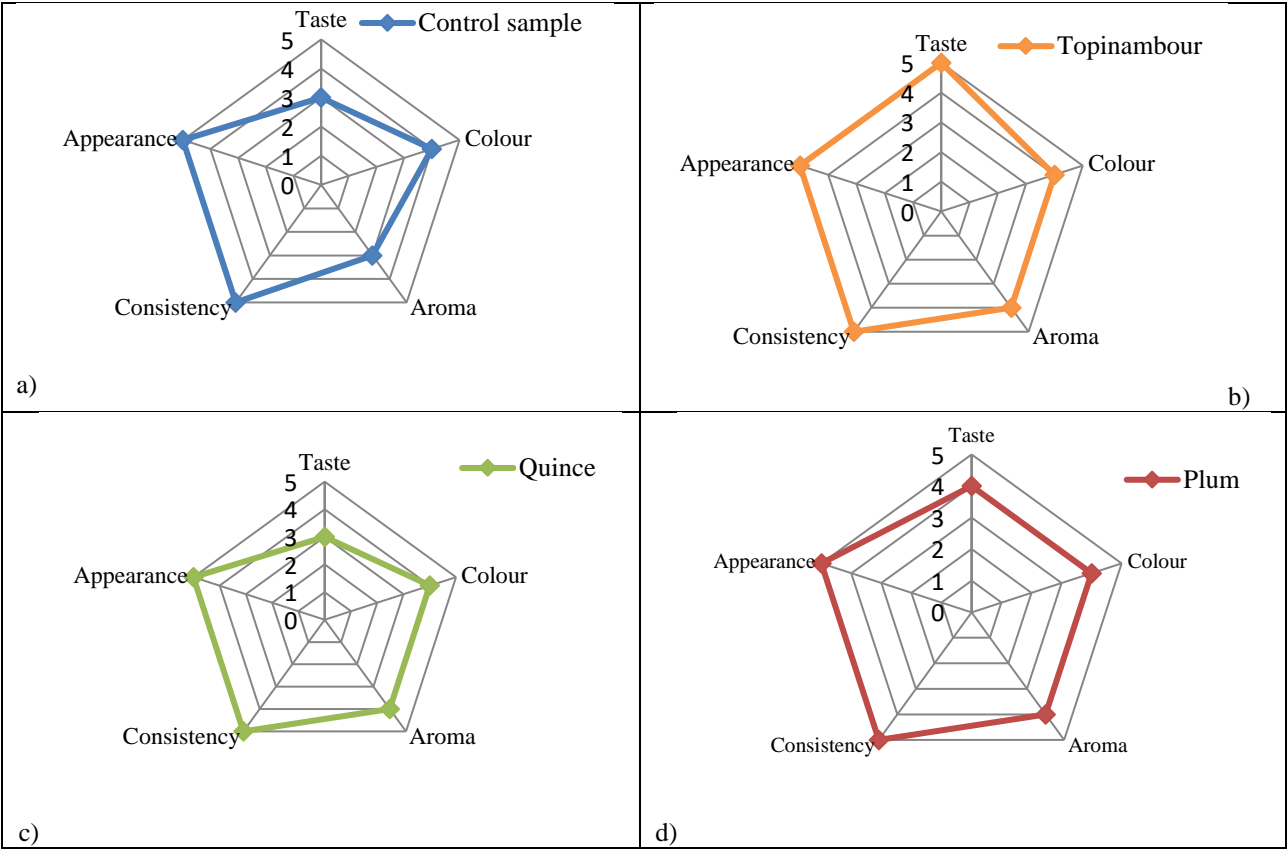 Taste
Control sample
5
4
3
2
1
0
Appearance
Colour
Consistency
Aroma
a)
Taste
Topinambour
5
4
3
2
1
0
Appearance
Colour
Consistency
Aroma
b)
Taste
Quince
5
4
3
2
1
0
Appearance
Colour
Consistency
Aroma
c)
Taste
Plum
5
4
3
2
1
0
Appearance
Colour
Consistency
Aroma
d)